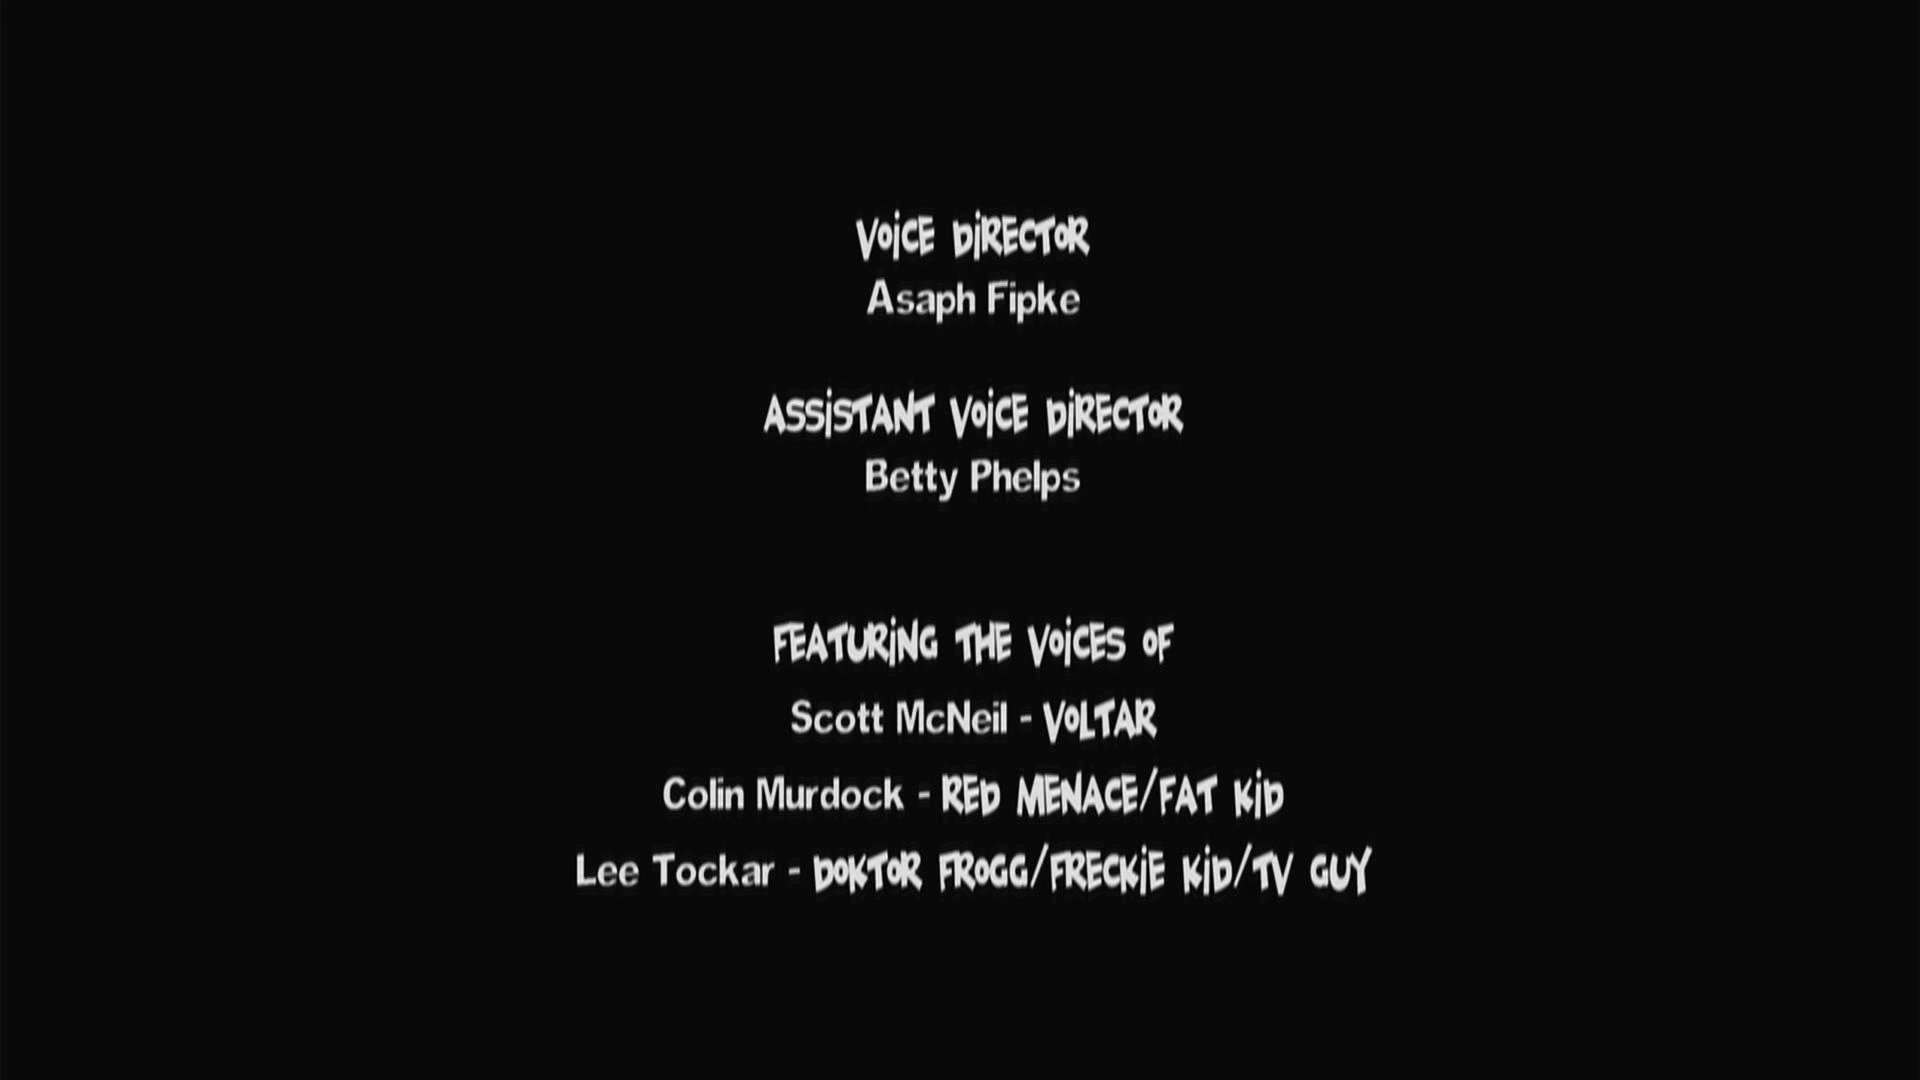 VOICE DIRECTOR
Asaph Fipke
ASSISTANT VOICE DIRECTOR
Betty Phelps
FEATURING THE VOICES OF
Scott McNeil - VOLTAR
Colin Murdock - RED MENACE/FAT KID
Lee Tockar - DOKTOR FROGG/FRECKIE KID/TV GUY